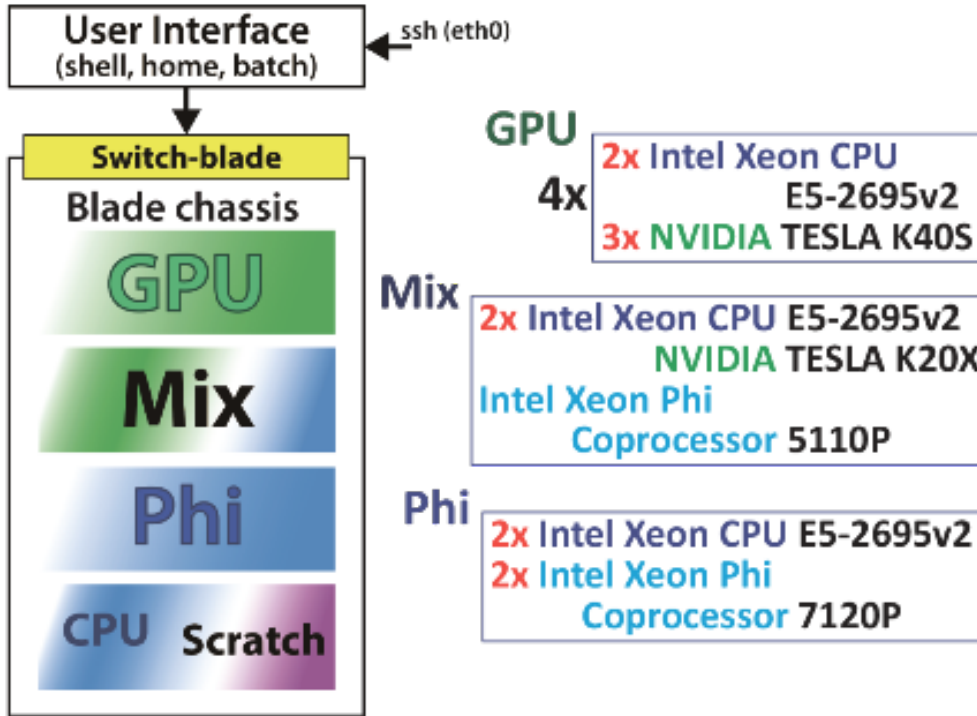 User Interface
(shell, home, batch)
ssh (eth0)
Switch-blade
Blade chassis
GPU
Mix
Phi
CPU Scratch
GPU
4x
2x Intel Xeon CPU
E5-2695v2
3x NVIDIA TESLA K40S
Mix
2x Intel Xeon CPU E5-2695v2
NVIDIA TESLA K20X
Intel Xeon Phi
Coprocessor 5110P
Phi
2x Intel Xeon CPU E5-2695v2
2x Intel Xeon Phi
Coprocessor 7120P